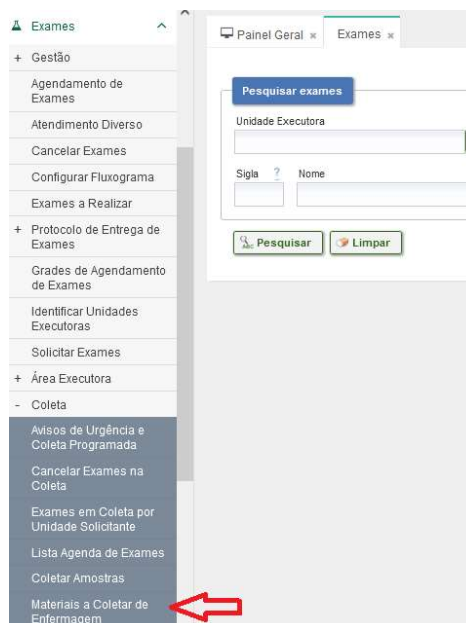 Exames
+ Gestão
Agendamento de
Exames
Atendimento Diverso
Cancelar Exames
Configurar Fluxograma
Exames a Realizar
+ Protocolo de Entrega de
Exames
Grades de Agendamento
de Exames
Identificar Unidades
Executoras
Solicitar Exames
+ Área Executora
- Coleta
Avisos de Urgência e
Coleta Programada
Cancelar Exames na
Coleta
Exames em Coleta por
Unidade Solicitante
Lista Agenda de Exames
Coletar Amostras
Materiais a Coletar de
Enfermagem
Painel Geral × Exames ×
Pesquisar exames
Unidade Executora
Sigla ? Nome
Pesquisar Limpar